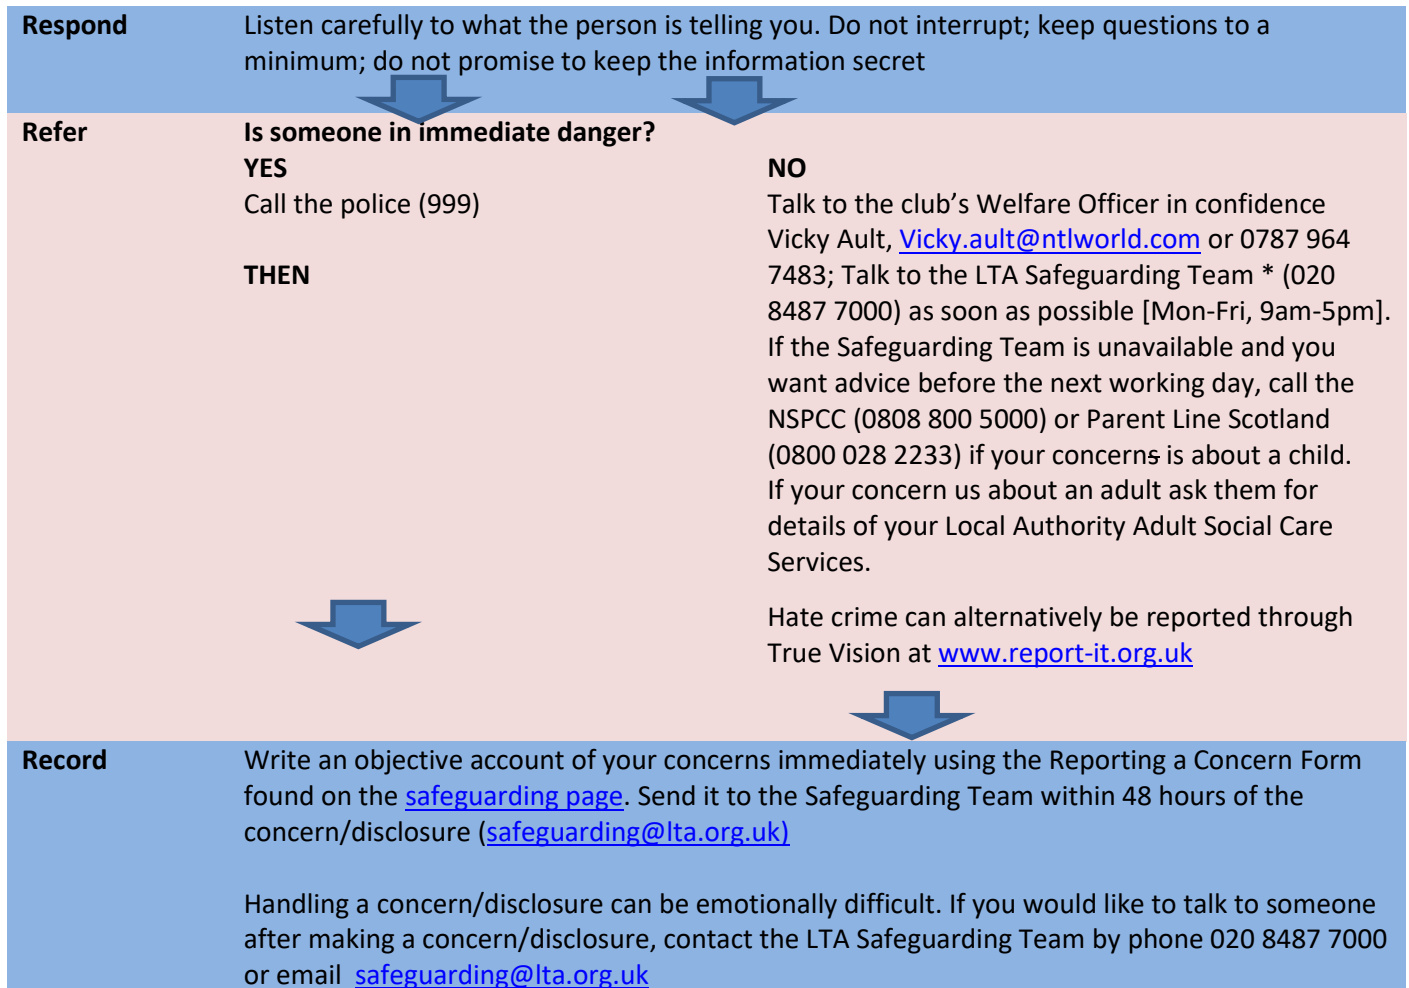 Respond
Listen carefully to what the person is telling you. Do not interrupt; keep questions to a
minimum; do not promise to keep the information secret
Refer
Is someone in immediate danger?
YES
Call the police (999)
THEN
NO
Talk to the club’s Welfare Officer in confidence
Vicky Ault, Vicky.ault@ntlworld.com or 0787 964
7483; Talk to the LTA Safeguarding Team * (020
8487 7000) as soon as possible [Mon-Fri, 9am-5pm].
If the Safeguarding Team is unavailable and you
want advice before the next working day, call the
NSPCC (0808 800 5000) or Parent Line Scotland
(0800 028 2233) if your concerns is about a child.
If your concern us about an adult ask them for
details of your Local Authority Adult Social Care
Services.
Hate crime can alternatively be reported through
True Vision at www.report-it.org.uk
Record
Write an objective account of your concerns immediately using the Reporting a Concern Form
found on the safeguarding page. Send it to the Safeguarding Team within 48 hours of the
concern/disclosure (safeguarding@lta.org.uk)
Handling a concern/disclosure can be emotionally difficult. If you would like to talk to someone
after making a concern/disclosure, contact the LTA Safeguarding Team by phone 020 8487 7000
or email safeguarding@lta.org.uk